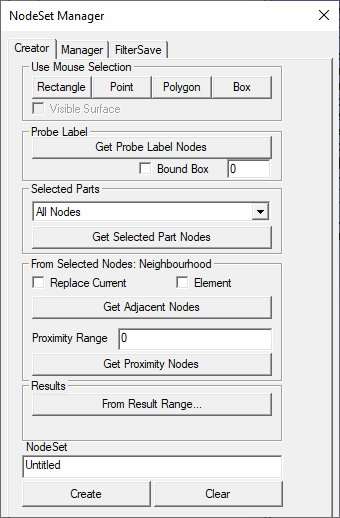 NodeSet Manager
Creator Manager FilterSave
Use Mouse Selection
Rectangle Point Polygon Box
Visible Surface
Probe Label
Get Probe Label Nodes
Bound Box 0
Selected Parts
All Nodes
Get Selected Part Nodes
From Selected Nodes: Neighbourhood
Replace Current Element
Get Adjacent Nodes
Proximity Range 0
Get Proximity Nodes
Results
From Result Range...
NodeSet
Untitled
Create Clear